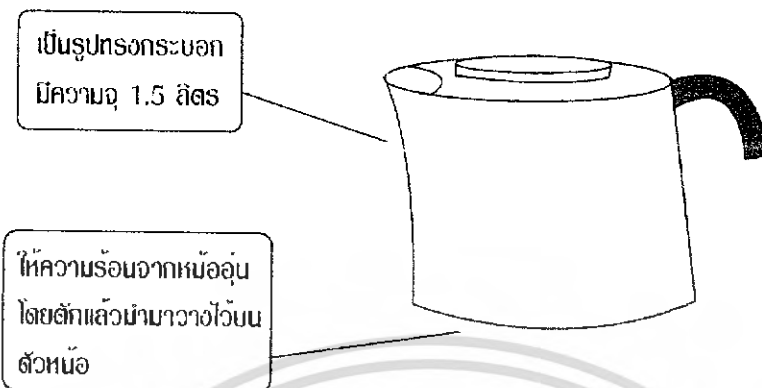 เป็นรูปทรงกระบอก
มีความจุ 1.5 ลิตร
ให้ความร้อนจากหม้ออุ่น
โดยตักแล้วนำมาวางไว้บน
ตัวหม้อ